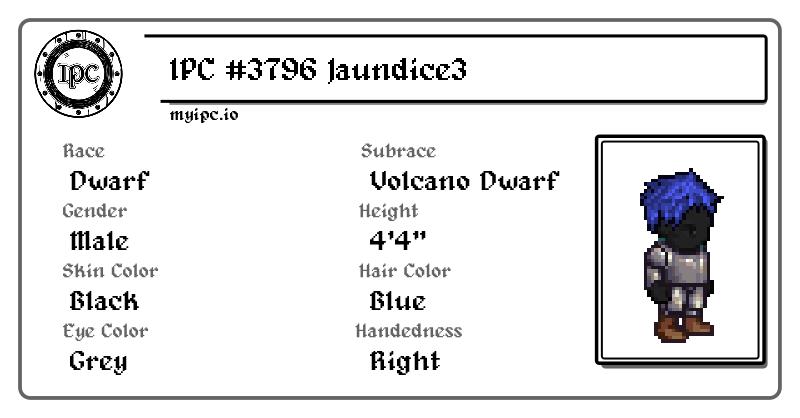 IPC
IPC #3796 Jaundice3
myipc.io
Race
Dwarf
Subrace
Volcano Dwarf
Gender
Male
Height
4'4"
Skin Color
Black
Hair Color
Blue
Eye Color
Grey
Handedness
Right